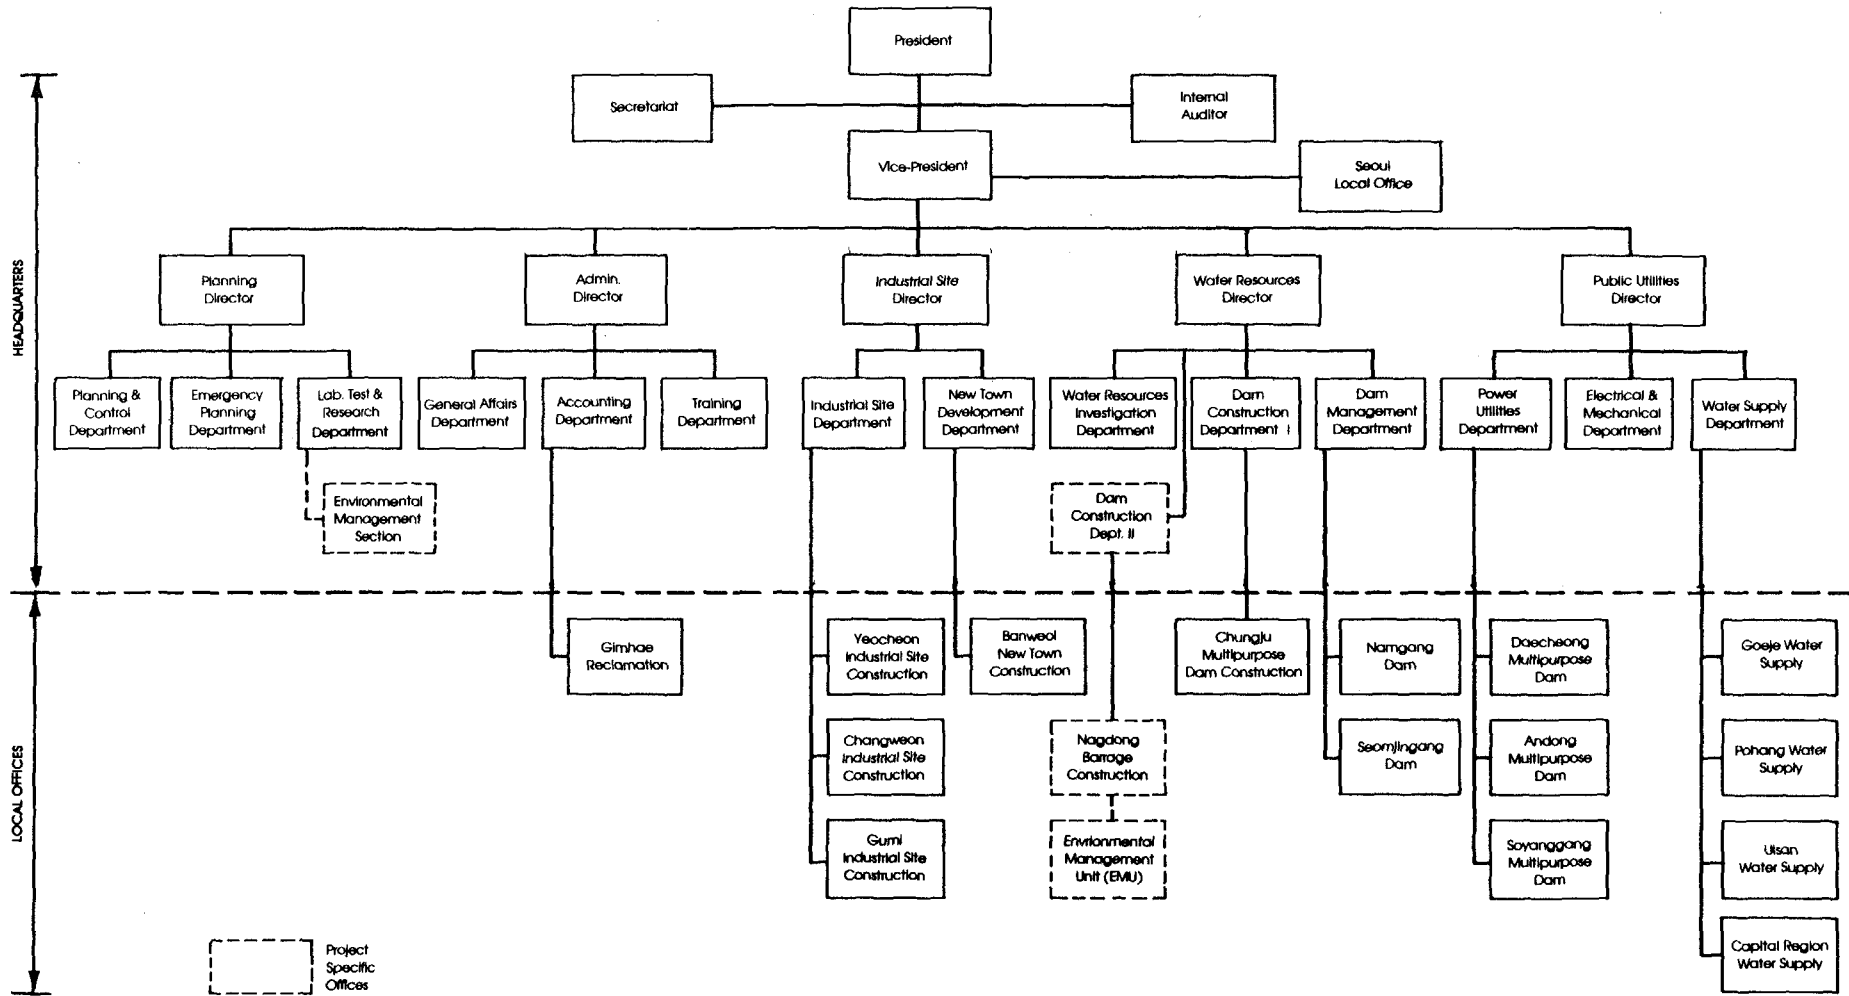 President
Secretariat
Internal
Auditor
Vice-President
Seoul
Local Office
HEADQUARTERS
Planning
Director
Admin.
Director
Industrial Site
Director
Water Resources
Director
Public Utilities
Director
Planning &
Control
Department
Emergency
Planning
Department
Lab. Test &
Research
Department
General Affairs
Department
Accounting
Department
Training
Department
Industrial Site
Department
New Town
Development
Department
Water Resources
Investigation
Department
Dam
Construction
Department I
Dam
Management
Department
Power
Utilities
Department
Electrical &
Mechanical
Department
Water Supply
Department
Environmental
Management
Section
Dam
Construction
Dept. II
LOCAL OFFICES
Gimhae
Reclamation
Yeocheon
Industrial Site
Construction
Banweol
New Town
Construction
Chungju
Multipurpose
Dam Construction
Namgang
Dam
Daecheong
Multipurpose
Dam
Goeje Water
Supply
Changweon
Industrial Site
Construction
Nagdong
Barrage
Construction
Seomjingang
Dam
Andong
Multipurpose
Dam
Pohang Water
Supply
Gumi
Industrial Site
Construction
Envrionmental
Management
Unit (EMU)
Soyanggang
Multipurpose
Dam
Ulsan
Water Supply
Capital Region
Water Supply
Project
Specific
Offices